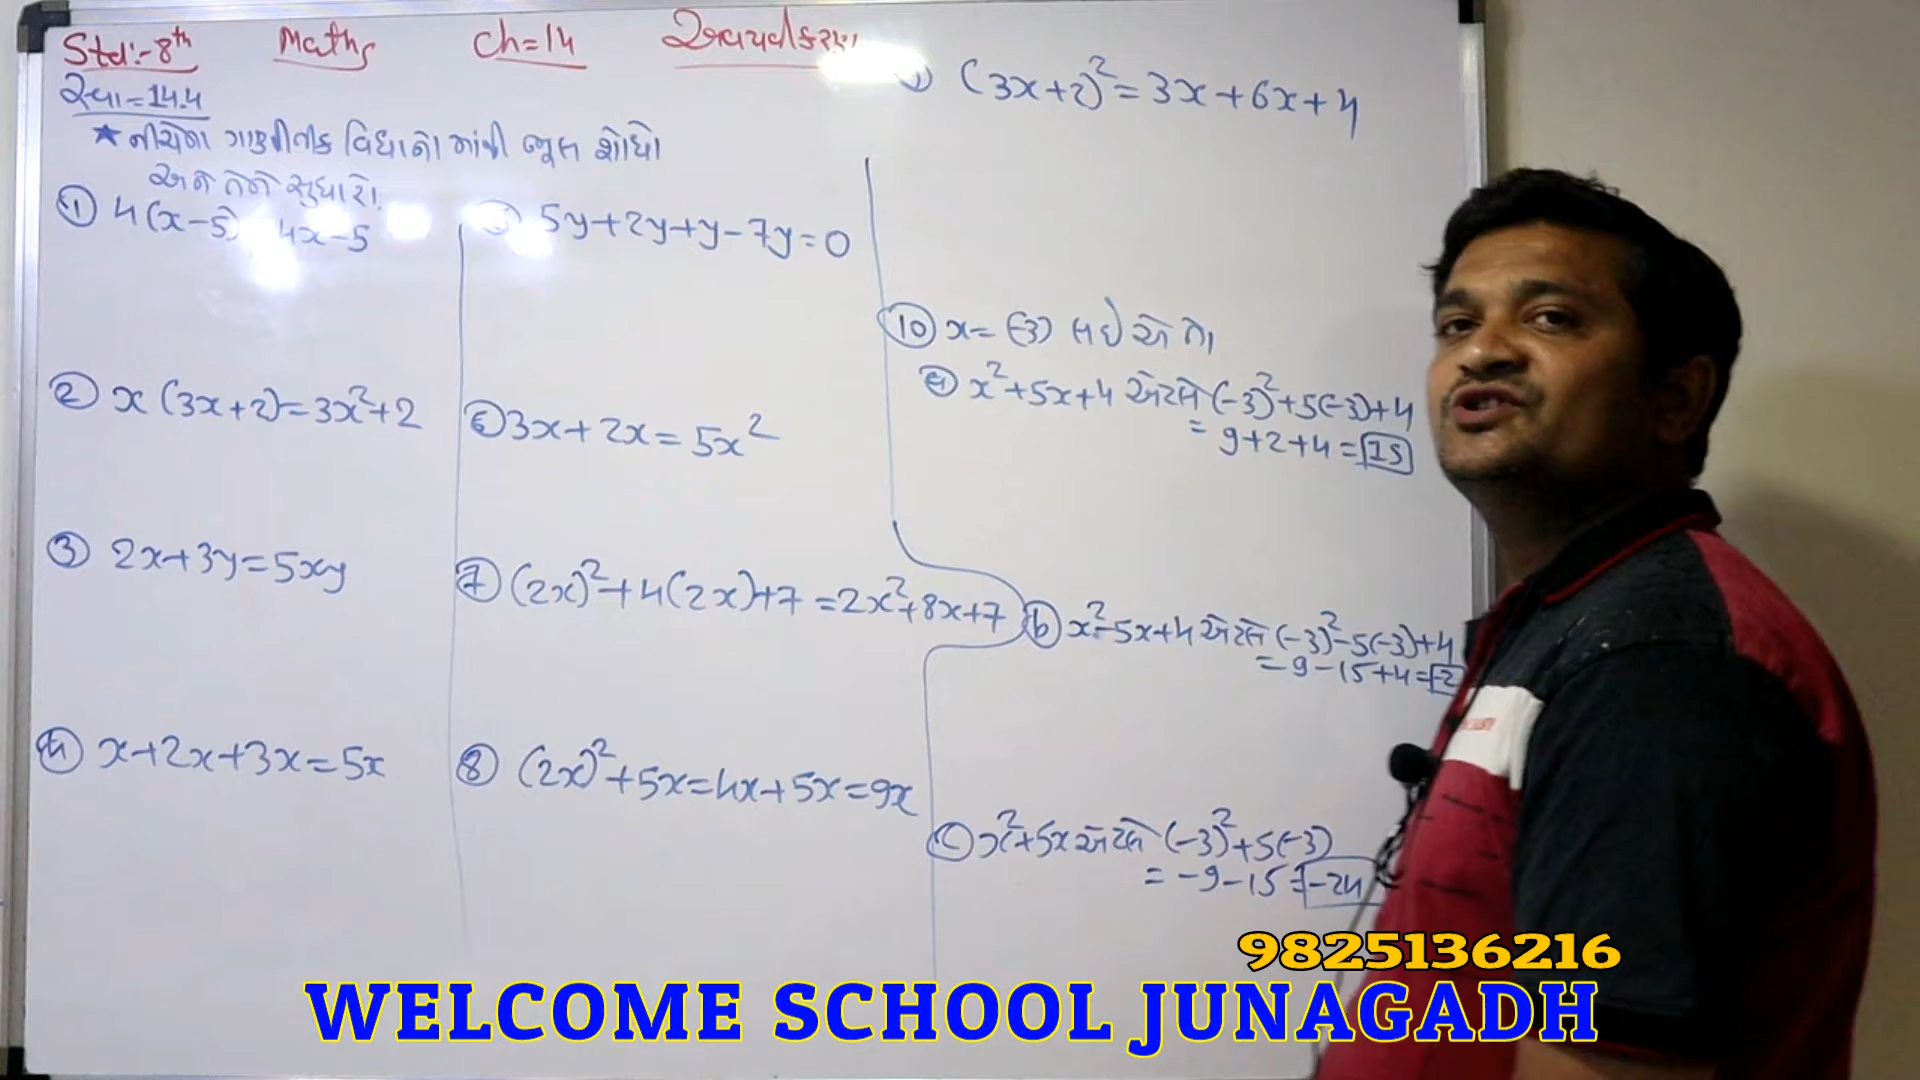 Std:-8th Maths Ch=14 અવયવીકરણ
સ્વા=14.4
★ નીચેના ગાણીતીક વિધાનો માંથી ભૂલ શોધો
અને તેને સુધારો.
① 4(x-5) 4x-5
② x(3x+2)=3x²+2
③ 2x+3y=5xy
④ x+2x+3x=5x
5y+2y+y-7y=0
⑥ 3x+2x=5x²
⑦ (2x)²+4(2x)+7=2x²+8x+7
⑧ (2x)²+5x=4x+5x=9x
(3x+2)²=3x+6x+4
⑩ x=(-3) લઈએ તો
x²+5x+4 એટલે (-3)²+5(-3)+4
= 9+2+4=15
ⓑ x²-5x+4 એટલે (-3)²-5(-3)+4
=9-15+4=-2
ⓒ x²+5x એટલે (-3)²+5(-3)
= -9-15=-24
9825136216
WELCOME SCHOOL JUNAGADH